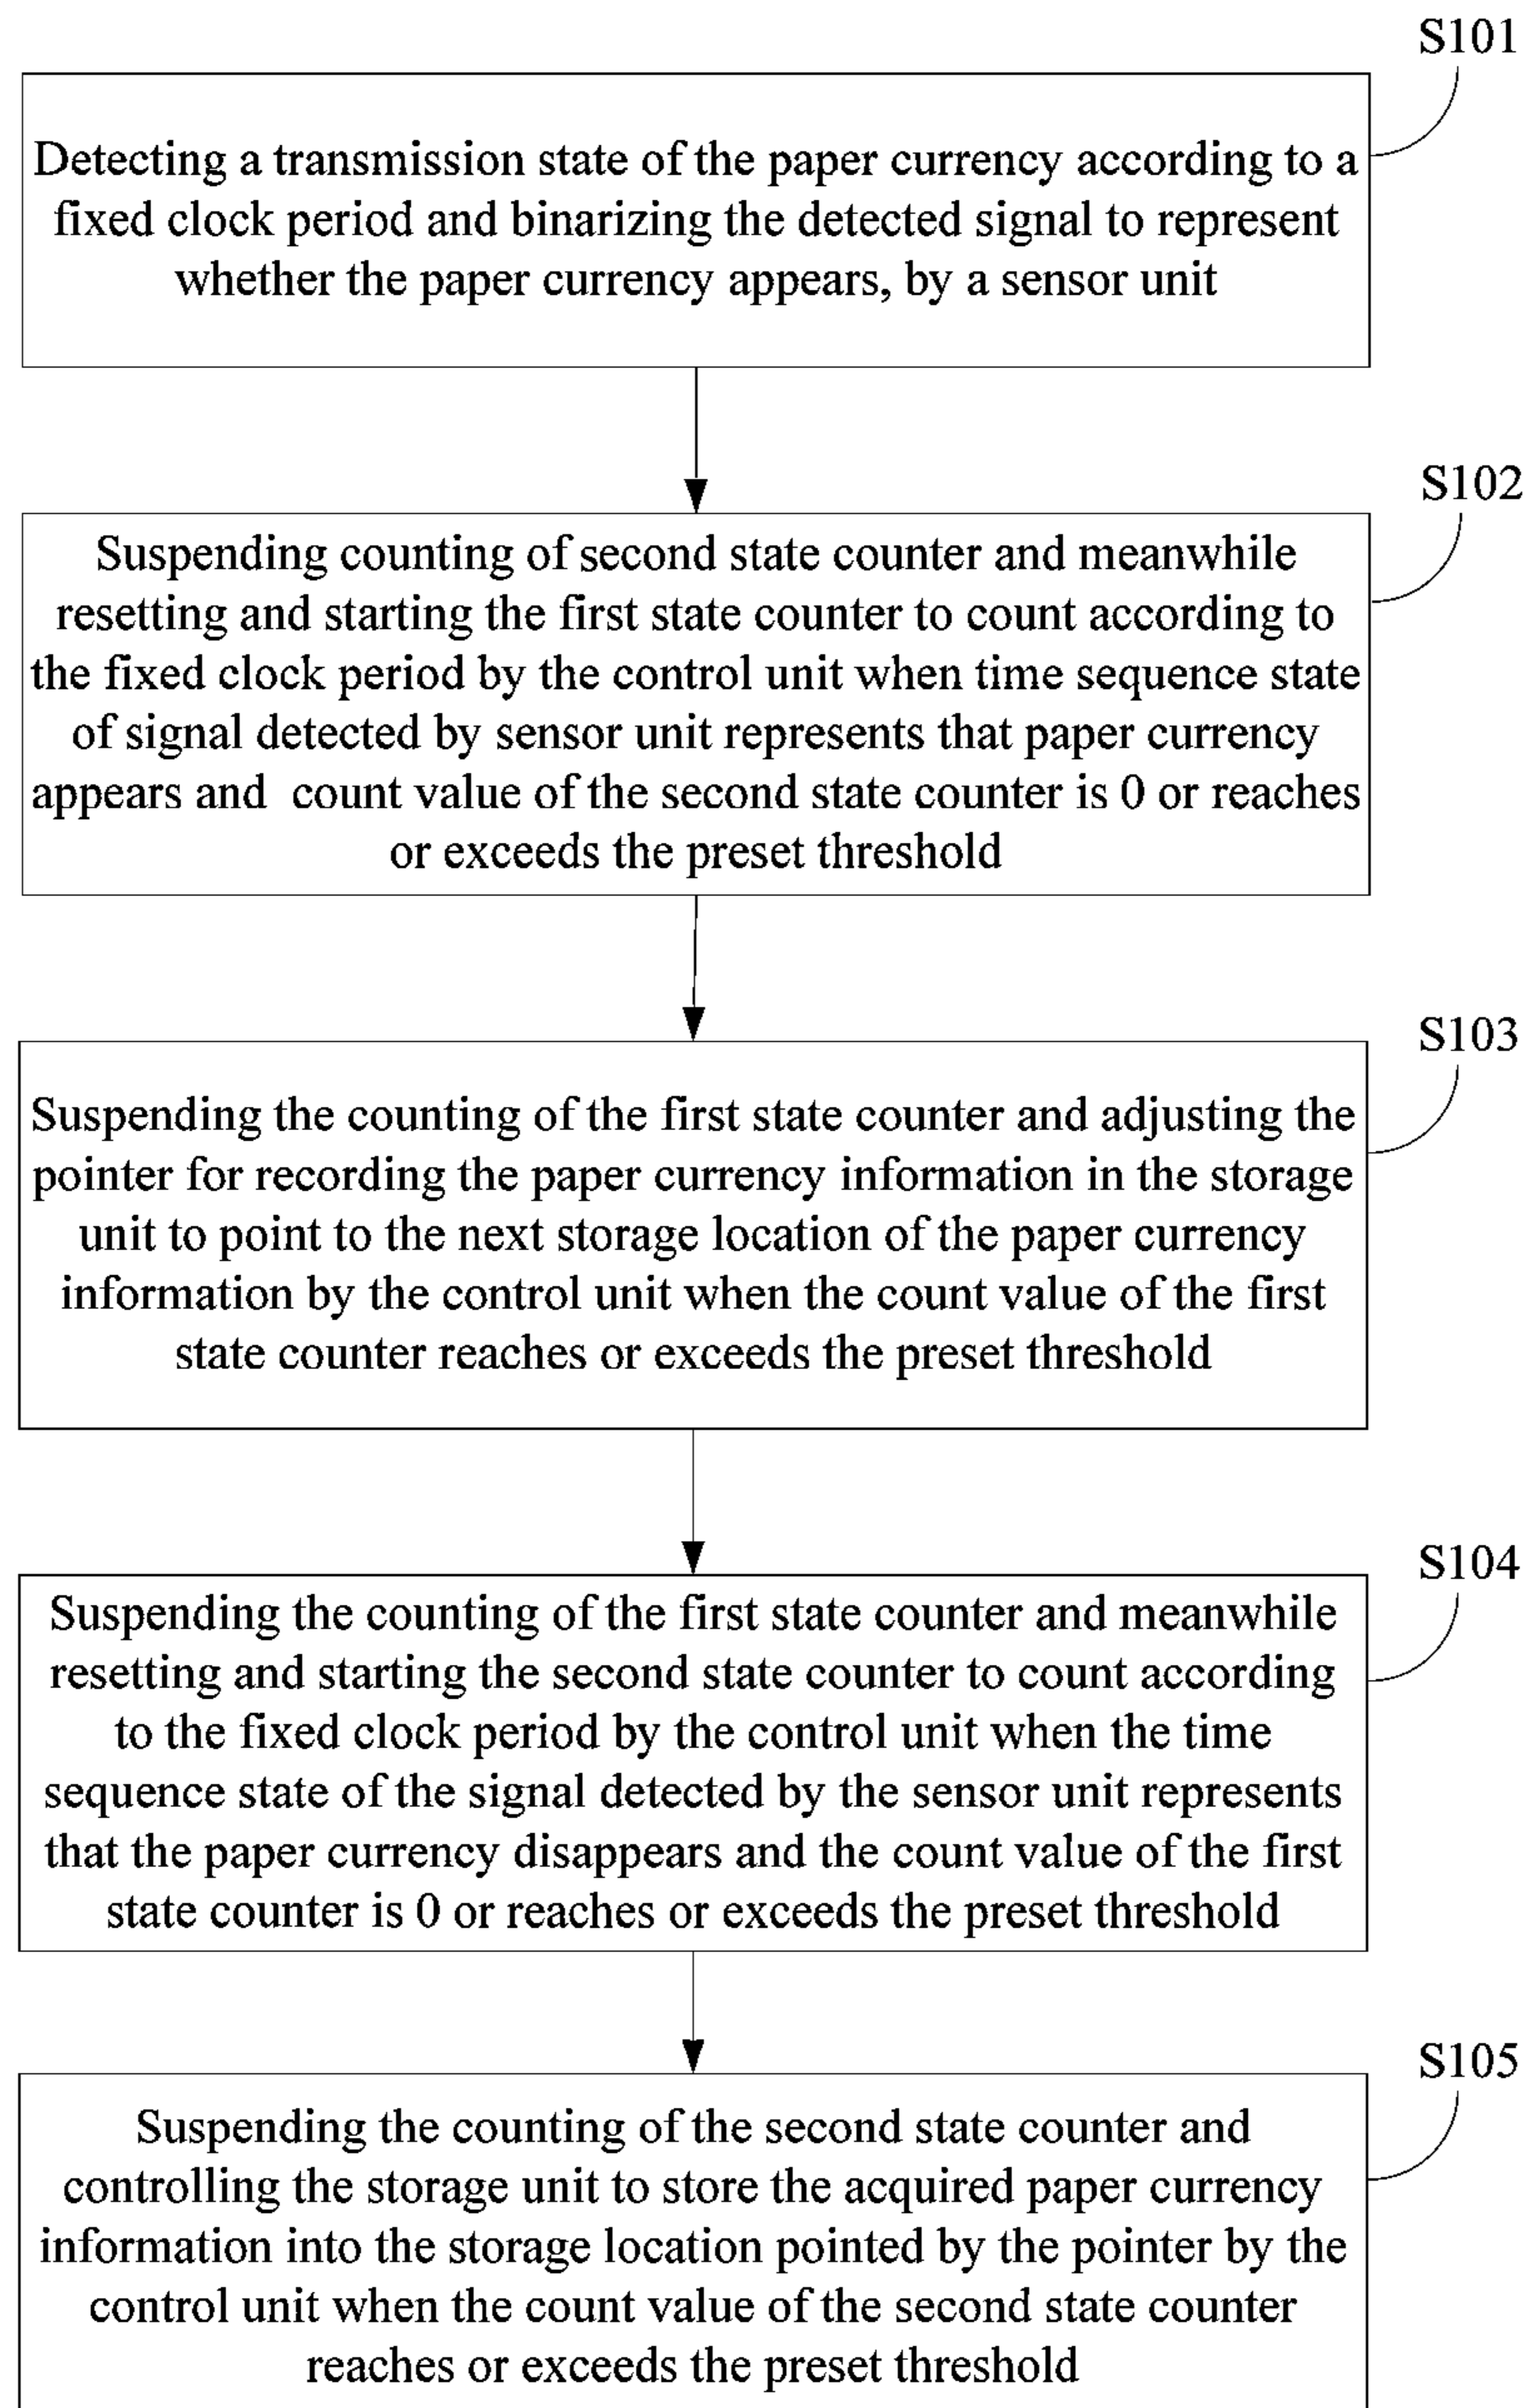 S101
Detecting a transmission state of the paper currency according to a
fixed clock period and binarizing the detected signal to represent
whether the paper currency appears, by a sensor unit
S102
Suspending counting of second state counter and meanwhile
resetting and starting the first state counter to count according to
the fixed clock period by the control unit when time sequence state
of signal detected by sensor unit represents that paper currency
appears and count value of the second state counter is 0 or reaches
or exceeds the preset threshold
S103
Suspending the counting of the first state counter and adjusting the
pointer for recording the paper currency information in the storage
unit to point to the next storage location of the paper currency
information by the control unit when the count value of the first
state counter reaches or exceeds the preset threshold
S104
Suspending the counting of the first state counter and meanwhile
resetting and starting the second state counter to count according
to the fixed clock period by the control unit when the time
sequence state of the signal detected by the sensor unit represents
that the paper currency disappears and the count value of the first
state counter is 0 or reaches or exceeds the preset threshold
S105
Suspending the counting of the second state counter and
controlling the storage unit to store the acquired paper currency
information into the storage location pointed by the pointer by the
control unit when the count value of the second state counter
reaches or exceeds the preset threshold